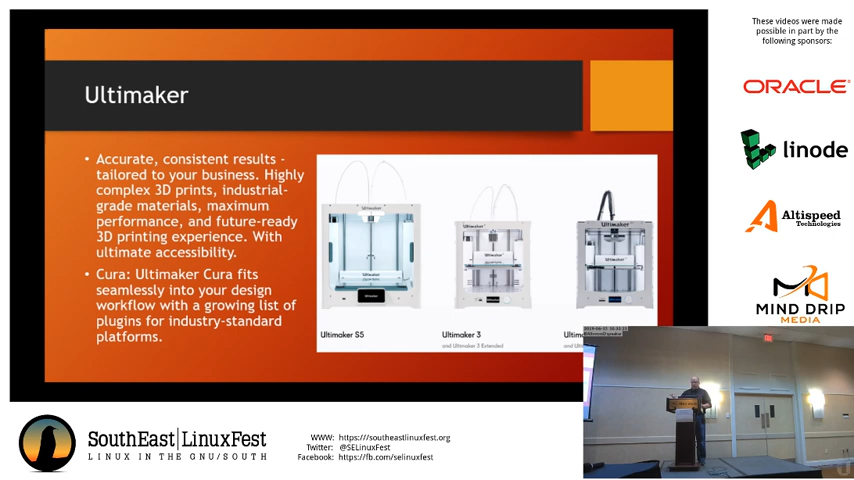 These videos were made
possible in part by the
following sponsors:
ORACLE
linode
Altispeed
Technologies
MIND DRIP
MEDIA
Ultimaker
• Accurate, consistent results -
tailored to your business. Highly
complex 3D prints, industrial-
grade materials, maximum
performance, and future-ready
3D printing experience. With
ultimate accessibility.
• Cura: Ultimaker Cura fits
seamlessly into your design
workflow with a growing list of
plugins for industry-standard
platforms.
Ultimaker
Ultimaker
Ultimaker
Ultimaker S5
Ultimaker 3
and Ultimaker 3 Extended
SouthEast|LinuxFest
LINUX IN THE GNU/SOUTH
WWW: https://southeastlinuxfest.org
Twitter: @SELinuxFest
Facebook: https://fb.com/selinuxfest